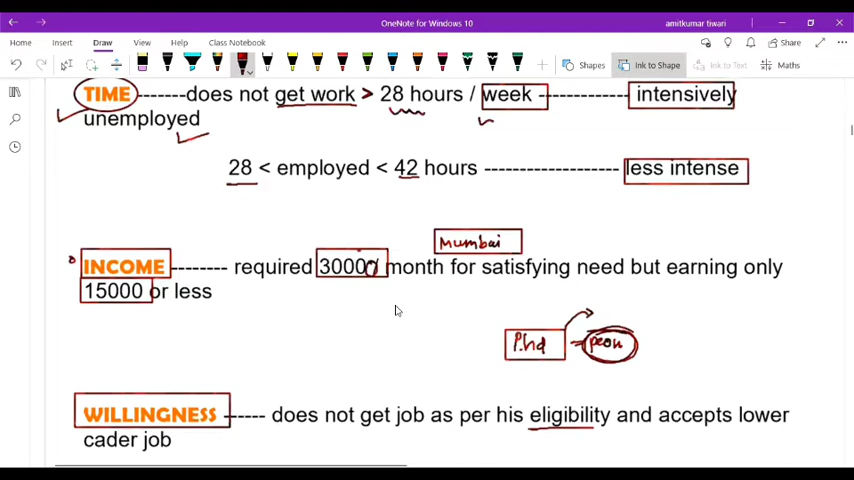 OneNote for Windows 10
amitkumar tiwari
Home Insert Draw View Help Class Notebook
Share
Shapes Ink to Shape Ink to Text Maths
TIME-------does not get work > 28 hours / week ------------ intensively
unemployed
28 < employed < 42 hours ------------------ less intense
Mumbai
INCOME-------- required 30000/ month for satisfying need but earning only
15000 or less
P.hd = peon
WILLINGNESS ------ does not get job as per his eligibility and accepts lower
cader job